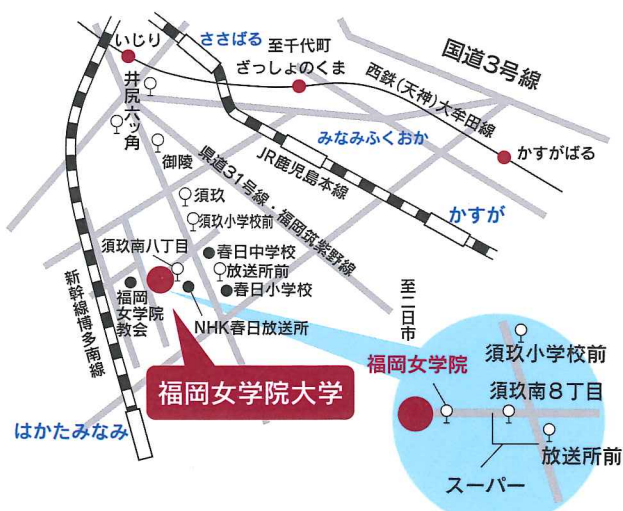 いじり
ささばる
至千代町
ざっしょのくま
国道3号線
西鉄(天神)大牟田線
井尻六ッ角
みなみふくおか
かすがばる
御陵
JR鹿児島本線
県道31号線・福岡筑紫野線
須玖
須玖小学校前
かすが
須玖南八丁目
春日中学校
放送所前
春日小学校
福岡
女学院
教会
NHK春日放送所
新幹線博多南線
至二日市
福岡女学院大学
はかたみなみ
須玖小学校前
福岡女学院
須玖南8丁目
放送所前
スーパー